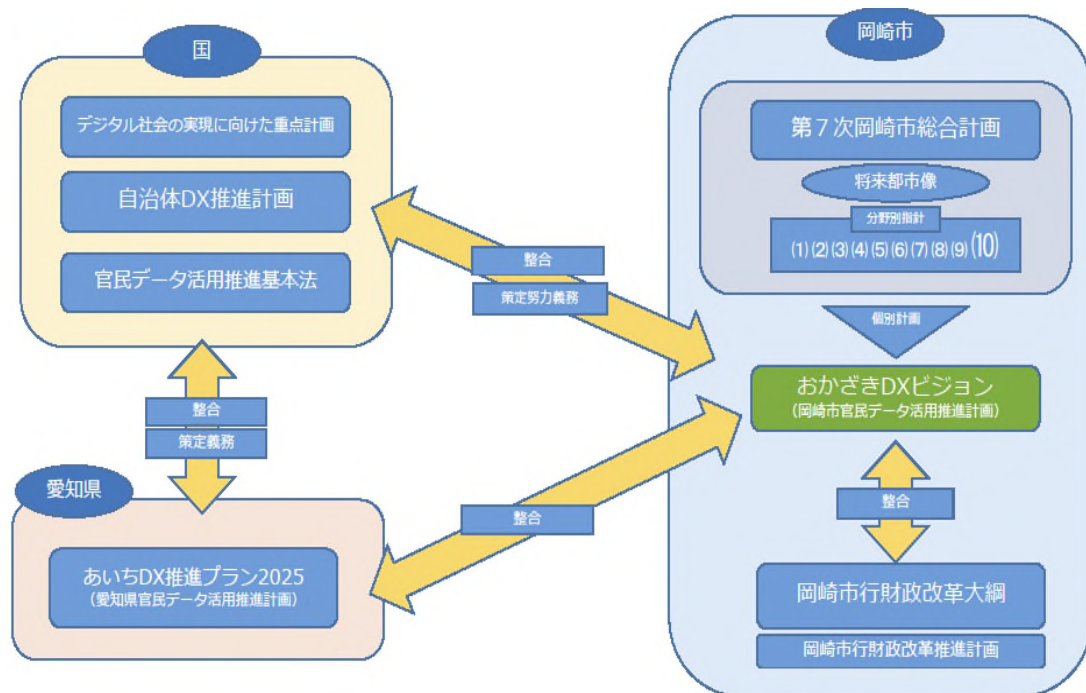 国
デジタル社会の実現に向けた重点計画
自治体DX推進計画
官民データ活用推進基本法
整合
策定義務
愛知県
あいちDX推進プラン2025
(愛知県官民データ活用推進計画)
整合
策定努力義務
整合
岡崎市
第7次岡崎市総合計画
将来都市像
分野別指針
(1) (2) (3) (4) (5) (6) (7) (8) (9) (10)
個別計画
おかざきDXビジョン
(岡崎市官民データ活用推進計画)
整合
岡崎市行財政改革大綱
岡崎市行財政改革推進計画